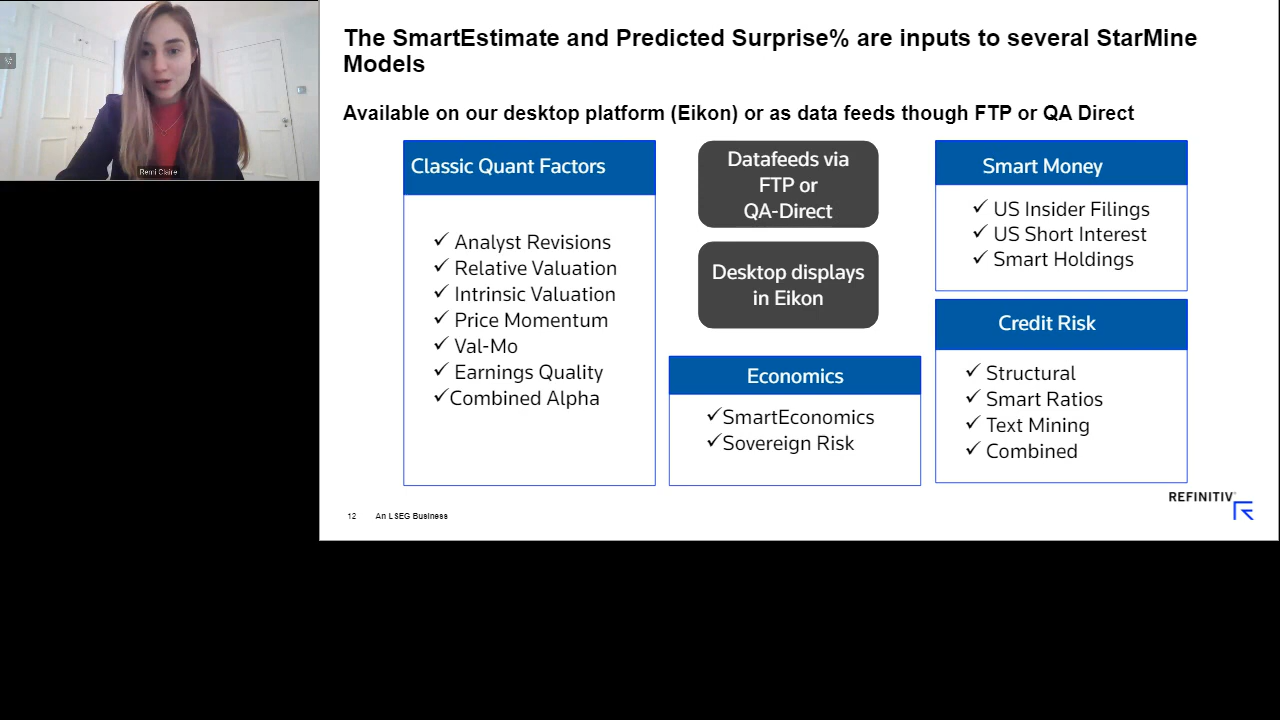 Remi Claire
The SmartEstimate and Predicted Surprise% are inputs to several StarMine
Models
Available on our desktop platform (Eikon) or as data feeds though FTP or QA Direct
Classic Quant Factors
✓ Analyst Revisions
✓ Relative Valuation
✓ Intrinsic Valuation
✓ Price Momentum
✓ Val-Mo
✓ Earnings Quality
✓Combined Alpha
Datafeeds via
FTP or
QA-Direct
Desktop displays
in Eikon
Economics
✓SmartEconomics
✓Sovereign Risk
Smart Money
✓ US Insider Filings
✓ US Short Interest
✓ Smart Holdings
Credit Risk
✓ Structural
✓ Smart Ratios
✓ Text Mining
✓ Combined
12 An LSEG Business
REFINITIV